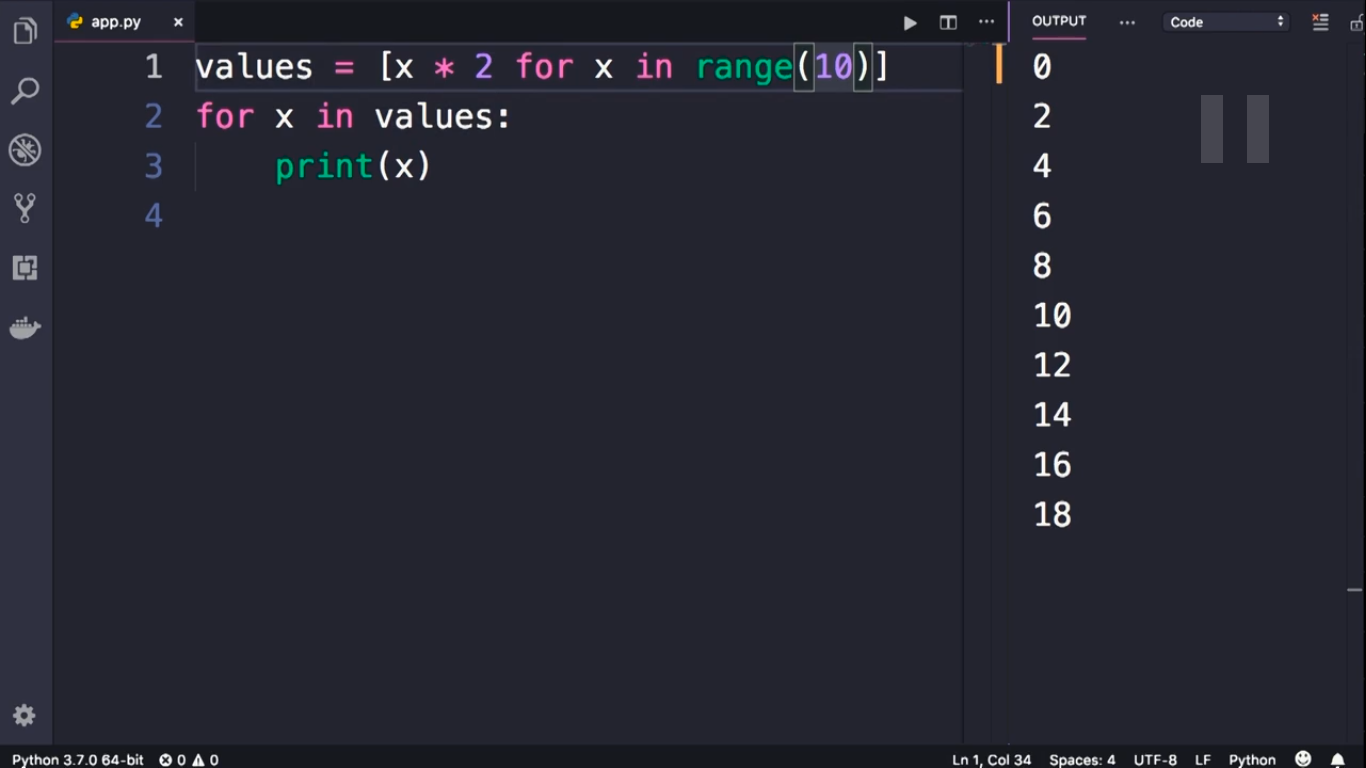 app.py ×
OUTPUT ··· Code
1 values = [x * 2 for x in range(10)]
2 for x in values:
3     print(x)
4
0
2
4
6
8
10
12
14
16
18
Python 3.7.0 64-bit 0 0 Ln 1, Col 34 Spaces: 4 UTF-8 LF Python